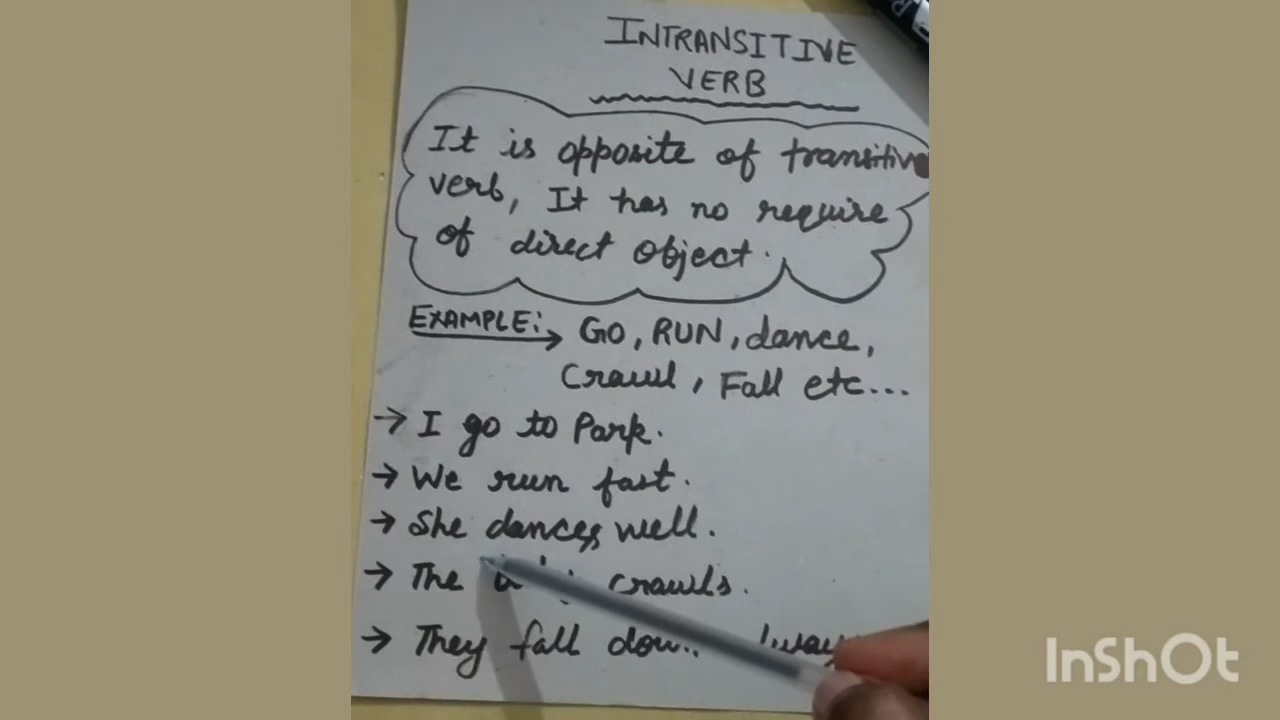 INTRANSITIVE
VERB
It is opposite of transitive
verb, It has no require
of direct object.
EXAMPLE: GO, RUN, dance,
Crawl, Fall etc...
→ I go to Park.
→ We run fast.
→ She dances well.
→ The crawls.
→ They fall
InShOt